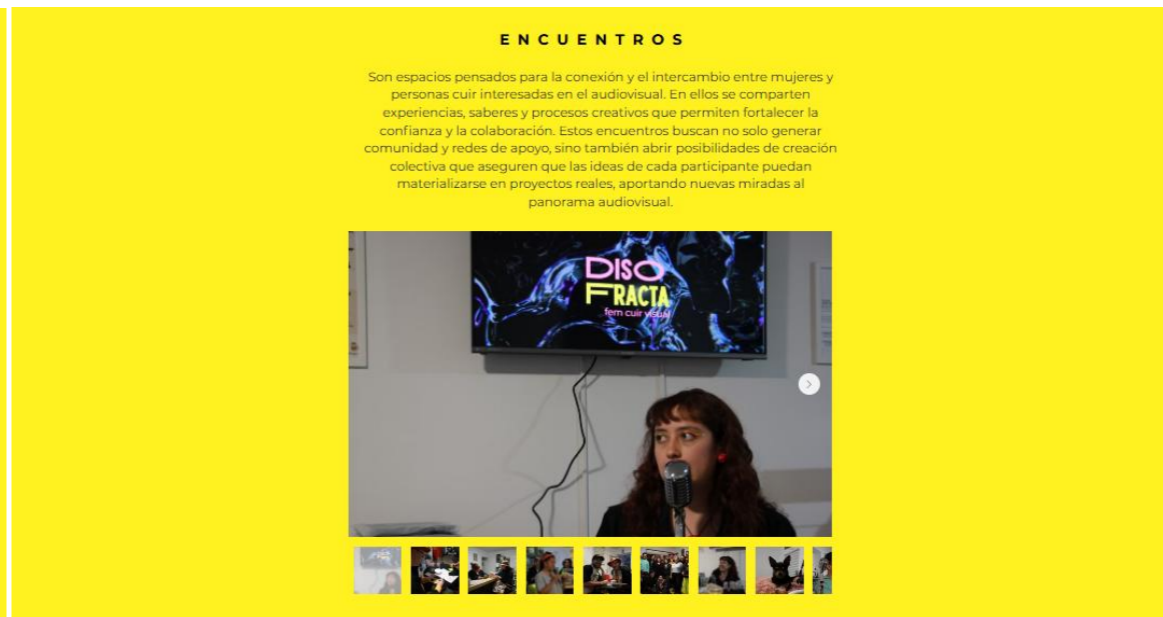 ENCUENTROS
Son espacios pensados para la conexión y el intercambio entre mujeres y
personas cuir interesadas en el audiovisual. En ellos se comparten
experiencias, saberes y procesos creativos que permiten fortalecer la
confianza y la colaboración. Estos encuentros buscan no solo generar
comunidad y redes de apoyo, sino también abrir posibilidades de creación
colectiva que aseguren que las ideas de cada participante puedan
materializarse en proyectos reales, aportando nuevas miradas al
panorama audiovisual.
DISO
FRACTA
fem cuir visual